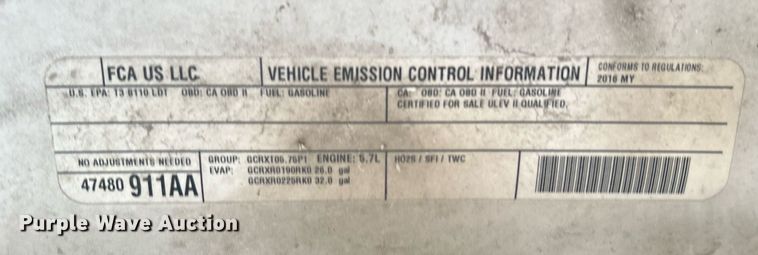 FCA US LLC
VEHICLE EMISSION CONTROL INFORMATION
CONFORMS TO REGULATIONS:
2016 MY
U.S. EPA: T3 B110 LDT OBD: CA OBD II FUEL: GASOLINE
CA: OBD: CA OBD II FUEL: GASOLINE
CERTIFIED FOR SALE ULEV II QUALIFIED.
NO ADJUSTMENTS NEEDED
47480 911AA
GROUP: GCRXT05.75P1 ENGINE: 5.7L
EVAP: GCRXR0190RK0 26.0 gal
GCRXR0225RK0 32.0 gal
HO2S / SFI / TWC
Purple Wave Auction